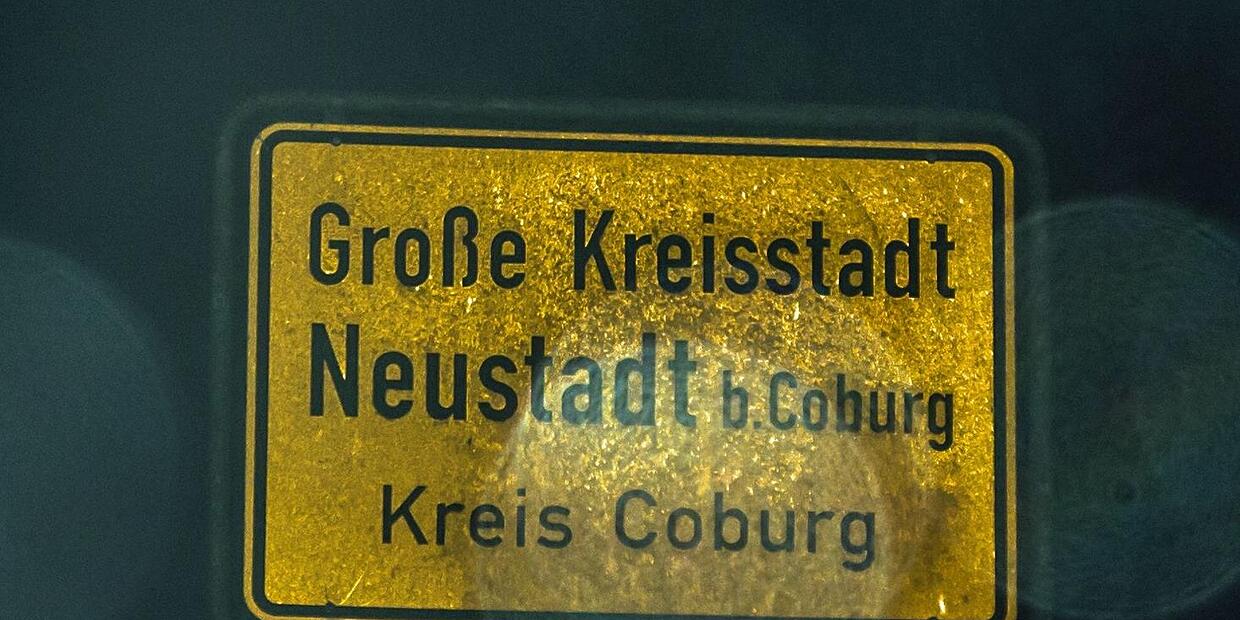 Große Kreisstadt
Neustadt b.Coburg
Kreis Coburg